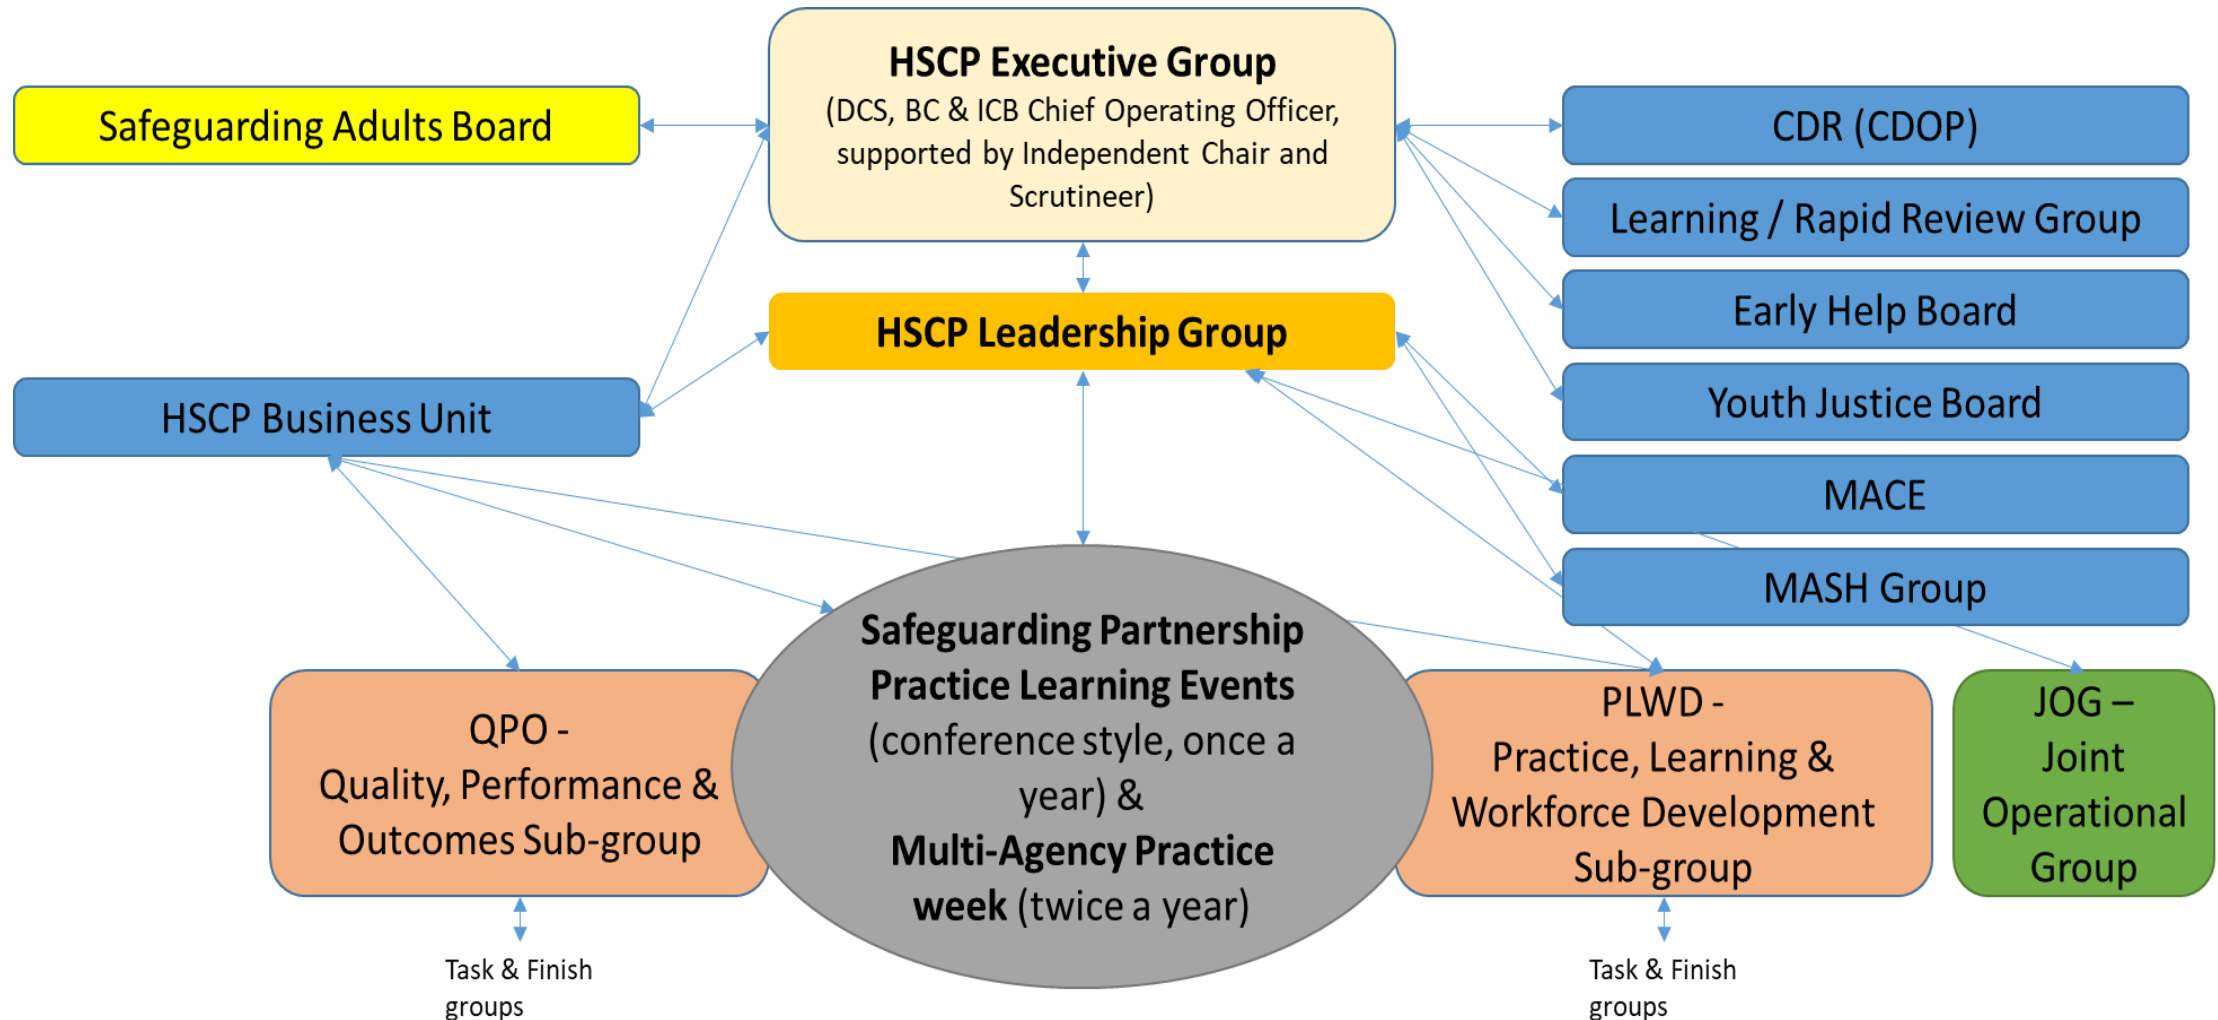 HSCP Executive Group
(DCS, BC & ICB Chief Operating Officer,
supported by Independent Chair and
Scrutineer)
Safeguarding Adults Board
CDR (CDOP)
Learning / Rapid Review Group
Early Help Board
HSCP Leadership Group
Youth Justice Board
HSCP Business Unit
MACE
MASH Group
Safeguarding Partnership
Practice Learning Events
(conference style, once a
year) &
Multi-Agency Practice
week (twice a year)
QPO -
Quality, Performance &
Outcomes Sub-group
PLWD -
Practice, Learning &
Workforce Development
Sub-group
JOG –
Joint
Operational
Group
Task & Finish
groups
Task & Finish
groups